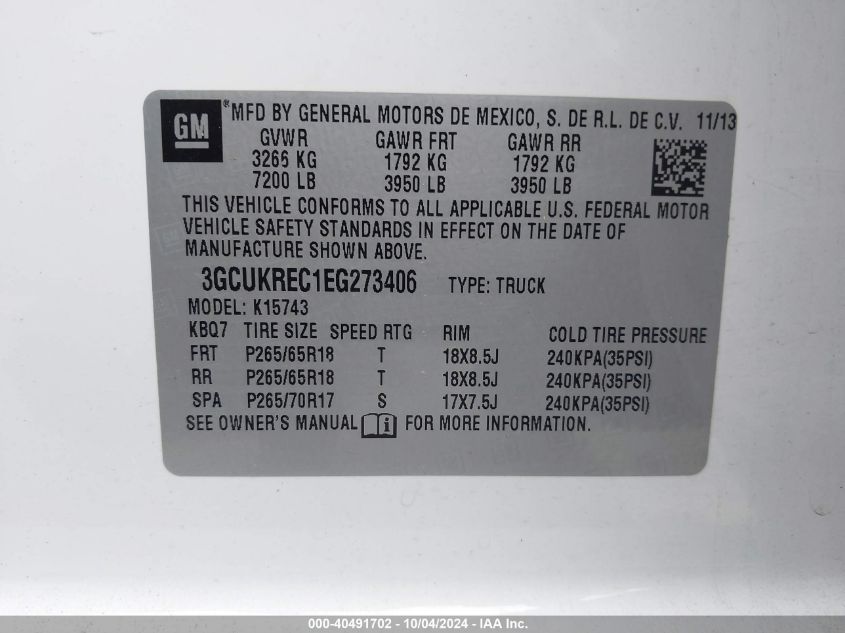 GM ®MFD BY GENERAL MOTORS DE MEXICO, S. DE R.L. DE C.V. 11/13
GVWR GAWR FRT GAWR RR
3266 KG 1792 KG 1792 KG
7200 LB 3950 LB 3950 LB
THIS VEHICLE CONFORMS TO ALL APPLICABLE U.S. FEDERAL MOTOR
VEHICLE SAFETY STANDARDS IN EFFECT ON THE DATE OF
MANUFACTURE SHOWN ABOVE.
3GCUKREC1EG273406 TYPE: TRUCK
MODEL: K15743
KBQ7 TIRE SIZE SPEED RTG RIM COLD TIRE PRESSURE
FRT P265/65R18 T 18X8.5J 240KPA(35PSI)
RR P265/65R18 T 18X8.5J 240KPA(35PSI)
SPA P265/70R17 S 17X7.5J 240KPA(35PSI)
SEE OWNER'S MANUAL i FOR MORE INFORMATION.
000-40491702 - 10/04/2024 - IAA Inc.